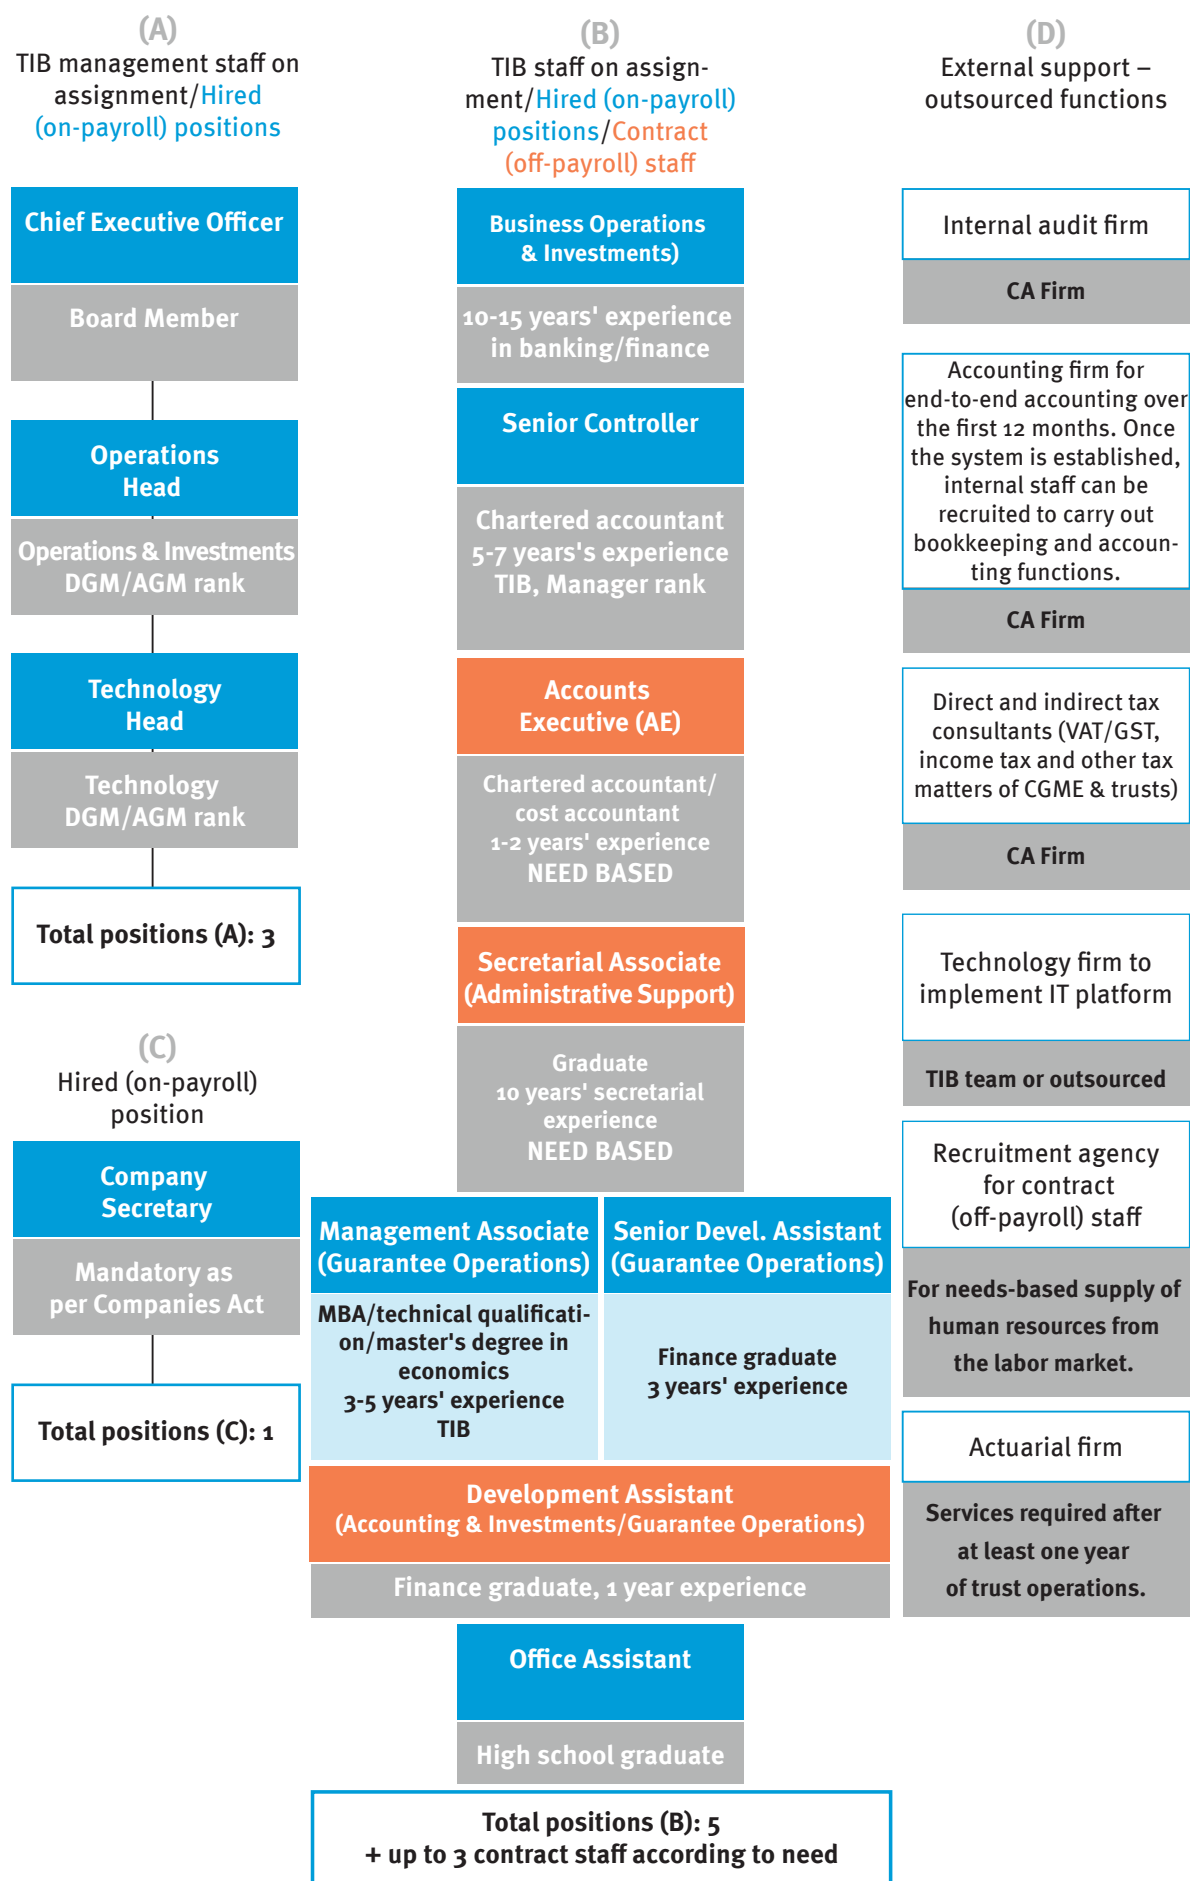 (A)
TIB management staff on
assignment/Hired
(on-payroll) positions
Chief Executive Officer
Board Member
Operations
Head
Operations & Investments
DGM/AGM rank
Technology
Head
Technology
DGM/AGM rank
Total positions (A): 3
(C)
Hired (on-payroll)
position
Company
Secretary
Mandatory as
per Companies Act
Total positions (C): 1
(B)
TIB staff on assign-
ment/Hired (on-payroll)
positions/Contract
(off-payroll) staff
Business Operations
& Investments)
10-15 years' experience
in banking/finance
Senior Controller
Chartered accountant
5-7 years's experience
TIB, Manager rank
Accounts
Executive (AE)
Chartered accountant/
cost accountant
1-2 years' experience
NEED BASED
Secretarial Associate
(Administrative Support)
Graduate
10 years' secretarial
experience
NEED BASED
Management Associate
(Guarantee Operations)
MBA/technical qualificati-
on/master's degree in
economics
3-5 years' experience
TIB
Senior Devel. Assistant
(Guarantee Operations)
Finance graduate
3 years' experience
Development Assistant
(Accounting & Investments/Guarantee Operations)
Finance graduate, 1 year experience
Office Assistant
High school graduate
Total positions (B): 5
+ up to 3 contract staff according to need
(D)
External support –
outsourced functions
Internal audit firm
CA Firm
Accounting firm for
end-to-end accounting over
the first 12 months. Once
the system is established,
internal staff can be
recruited to carry out
bookkeeping and accoun-
ting functions.
CA Firm
Direct and indirect tax
consultants (VAT/GST,
income tax and other tax
matters of CGME & trusts)
CA Firm
Technology firm to
implement IT platform
TIB team or outsourced
Recruitment agency
for contract
(off-payroll) staff
For needs-based supply of
human resources from
the labor market.
Actuarial firm
Services required after
at least one year
of trust operations.